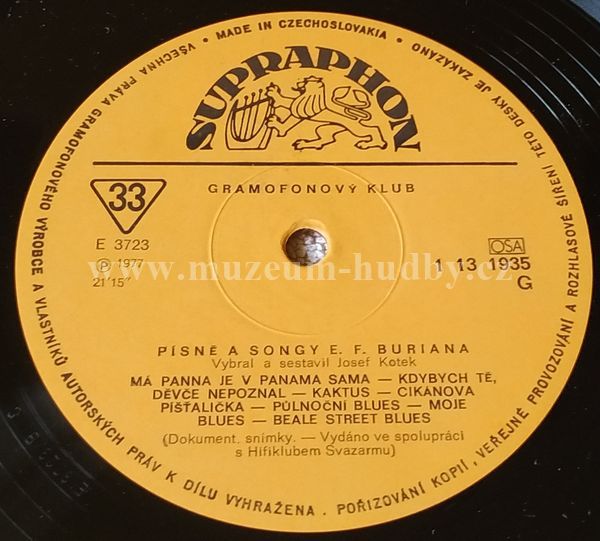 VŠECHNA PRÁVA GRAMOFONOVÉHO VÝROBCE A VLASTNÍKŮ AUTORSKÝCH PRÁV K DÍLU VYHRAŽENA . POŘIZOVÁNÍ KOPIÍ, VEŘEJNÉ PROVOZOVÁNÍ A ROZHLASOVÉ ŠÍŘENÍ TÉTO DESKY JE ZAKÁZÁNO
• MADE IN CZECHOSLOVAKIA •
SUPRAPHON
GRAMOFONOVÝ KLUB
33
E 3723
Ⓟ 1977
21'15"
OSA
1 13 1935
G
www.muzeum-hudby.cz
PÍSNĚ A SONGY E. F. BURIANA
Vybral a sestavil Josef Kotek
MÁ PANNA JE V PANAMA SAMA — KDYBYCH TĚ,
DĚVČE NEPOZNAL — KAKTUS — CIKÁNOVA
PÍŠŤALIČKA — PŮLNOČNÍ BLUES — MOJE
BLUES — BEALE STREET BLUES
(Dokument. snímky. — Vydáno ve spolupráci
s Hifiklubem Svazarmu)